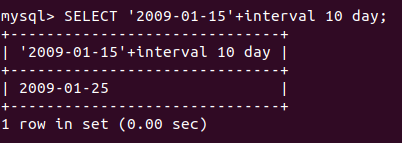 mysql> SELECT '2009-01-15'+interval 10 day;
+-----------------------------+
| '2009-01-15'+interval 10 day |
+-----------------------------+
| 2009-01-25                   |
+-----------------------------+
1 row in set (0.00 sec)